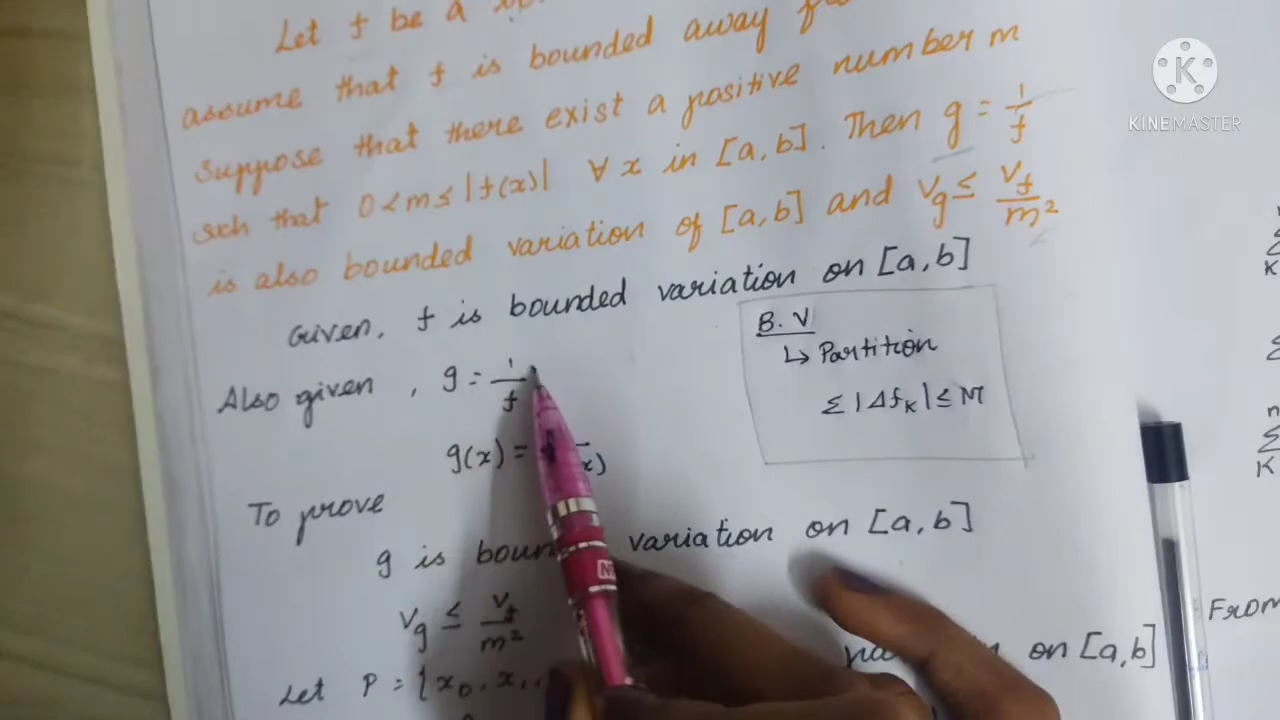 Let f be a
assume that f is bounded away
Suppose that there exist a positive number m
such that 0 < m ≤ |f(x)| ∀ x in [a, b]. Then g = 1/f
is also bounded variation of [a, b] and Vg ≤ Vf/m²
Given, f is bounded variation on [a, b]
Also given, g = 1/f
g(x) =
x)
B. V
↳ Partition
Σ |Δfk| ≤ M
To prove
g is variation on [a, b]
Vg ≤ Vf/m²
Let P = {x0, x1,
on [a, b]
From
KINEMASTER